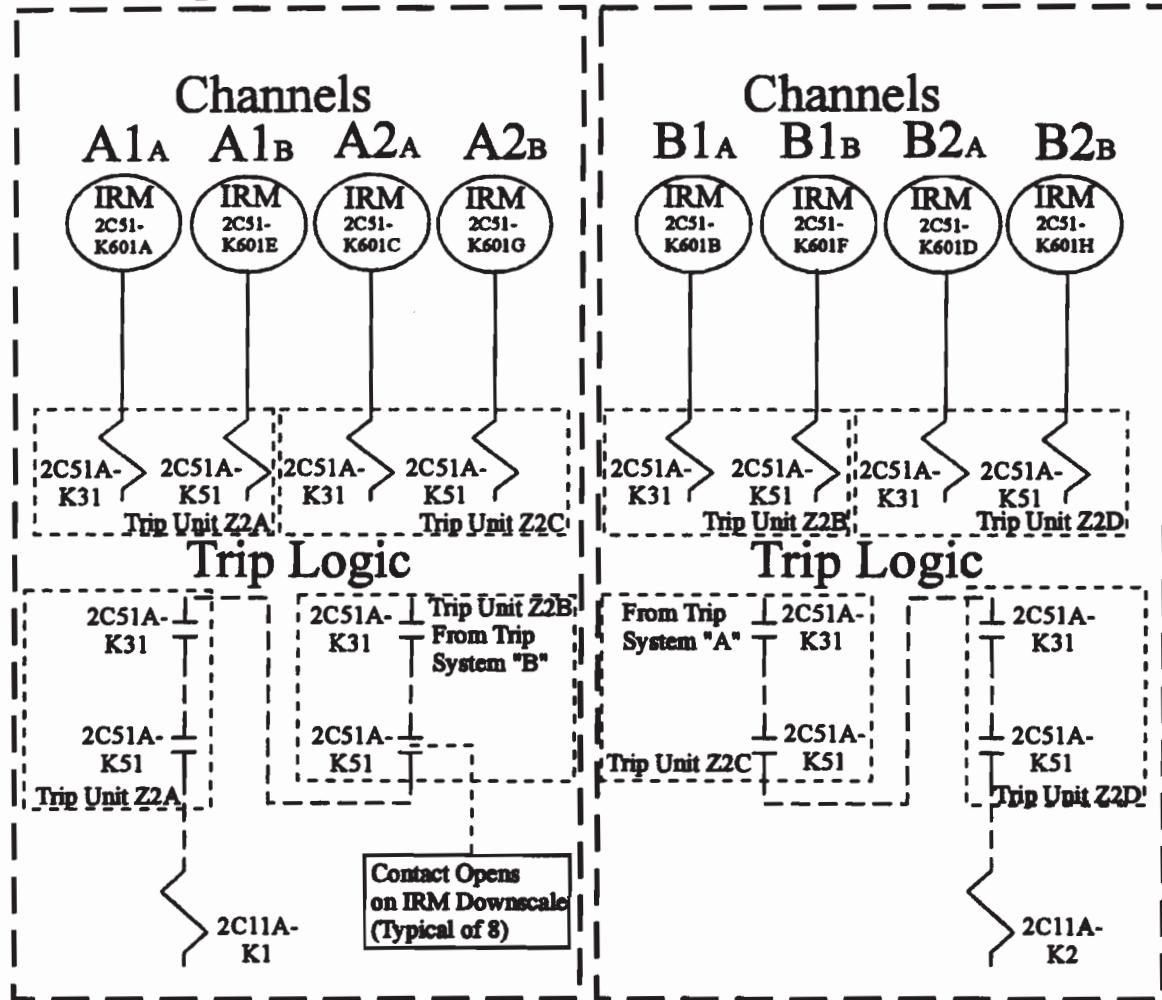 Channels
A1A A1B A2A A2B
IRM
2C51-
K601A
IRM
2C51-
K601E
IRM
2C51-
K601C
IRM
2C51-
K601G
2C51A-
K31
2C51A-
K51
Trip Unit Z2A
2C51A-
K31
2C51A-
K51
Trip Unit Z2C
Trip Logic
2C51A-
K31
2C51A-
K51
Trip Unit Z2A
2C51A-
K31
Trip Unit Z2B
From Trip
System "B"
2C51A-
K51
Contact Opens
on IRM Downscale
(Typical of 8)
2C11A-
K1
Channels
B1A B1B B2A B2B
IRM
2C51-
K601B
IRM
2C51-
K601F
IRM
2C51-
K601D
IRM
2C51-
K601H
2C51A-
K31
2C51A-
K51
Trip Unit Z2B
2C51A-
K31
2C51A-
K51
Trip Unit Z2D
Trip Logic
From Trip
System "A"
2C51A-
K31
2C51A-
K51
Trip Unit Z2C
2C51A-
K31
2C51A-
K51
Trip Unit Z2D
2C11A-
K2